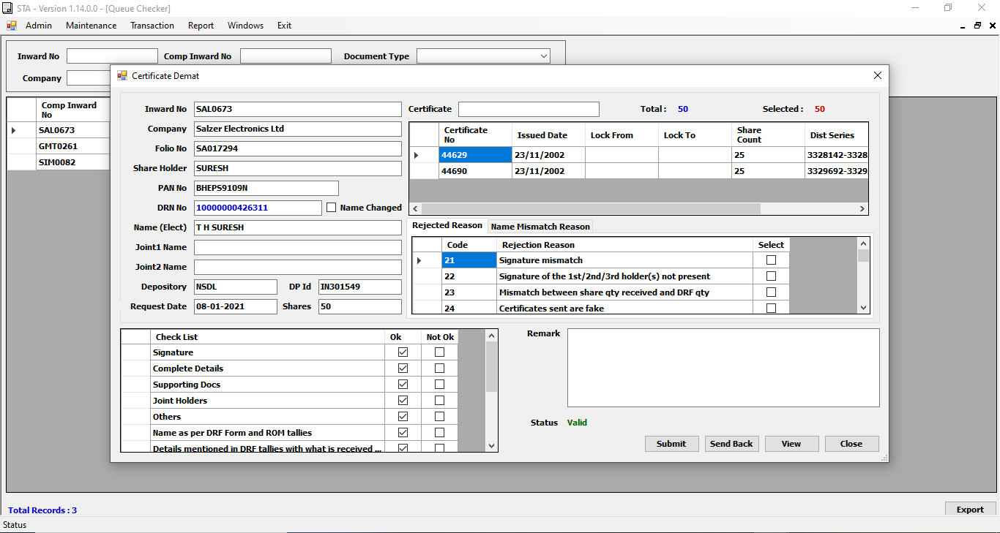 STA - Version 1.14.0.0 - [Queue Checker]
Admin Maintenance Transaction Report Windows Exit
Inward No Comp Inward No Document Type
Company
Comp Inward No
SAL0673
GMT0261
SIM0082
Certificate Demat
Inward No SAL0673
Company Salzer Electronics Ltd
Folio No SA017294
Share Holder SURESH
PAN No BHEPS9109N
DRN No 10000000426311 Name Changed
Name (Elect) T H SURESH
Joint1 Name
Joint2 Name
Depository NSDL DP Id IN301549
Request Date 08-01-2021 Shares 50
Certificate Total : 50 Selected : 50
Certificate No Issued Date Lock From Lock To Share Count Dist Series
44629 23/11/2002 25 3328142-3328
44690 23/11/2002 25 3329692-3329
Rejected Reason Name Mismatch Reason
Code Rejection Reason Select
21 Signature mismatch
22 Signature of the 1st/2nd/3rd holder(s) not present
23 Mismatch between share qty received and DRF qty
24 Certificates sent are fake
Check List Ok Not Ok
Signature
Complete Details
Supporting Docs
Joint Holders
Others
Name as per DRF Form and ROM tallies
Details mentioned in DRF tallies with what is received ...
Remark
Status Valid
Submit Send Back View Close
Total Records : 3
Export
Status